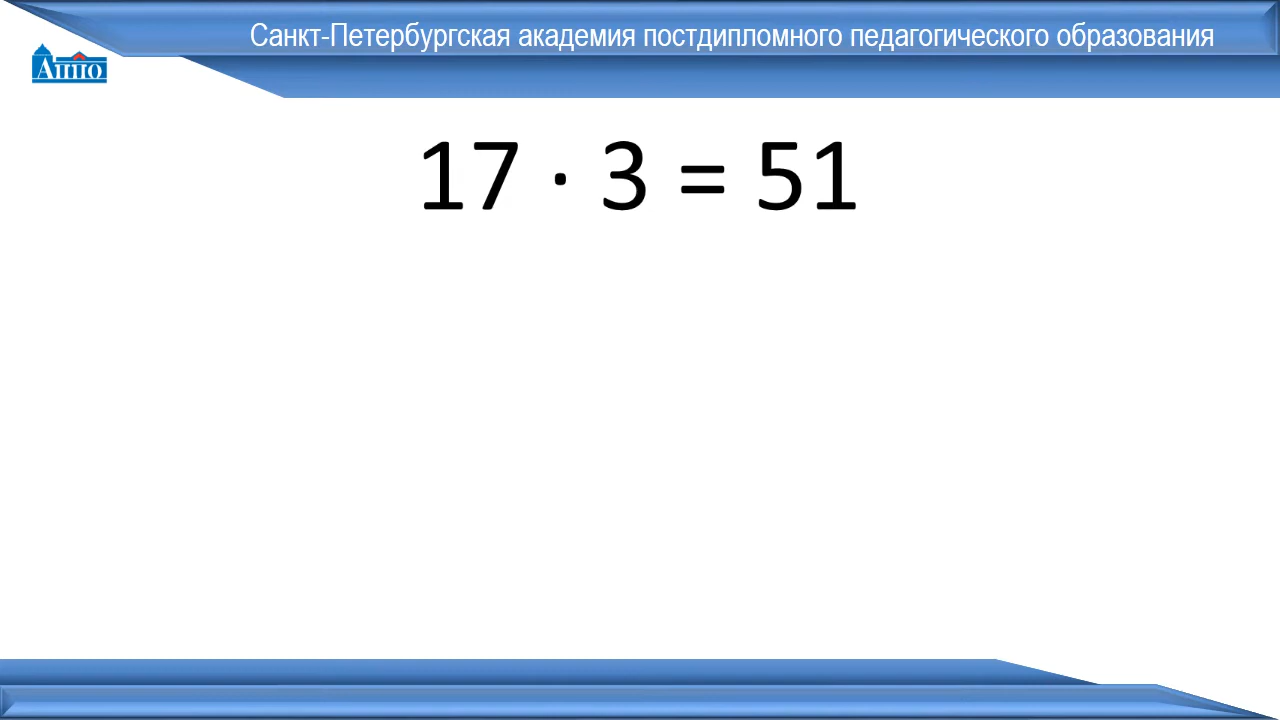 Санкт-Петербургская академия постдипломного педагогического образования
АППО
17 · 3 = 51